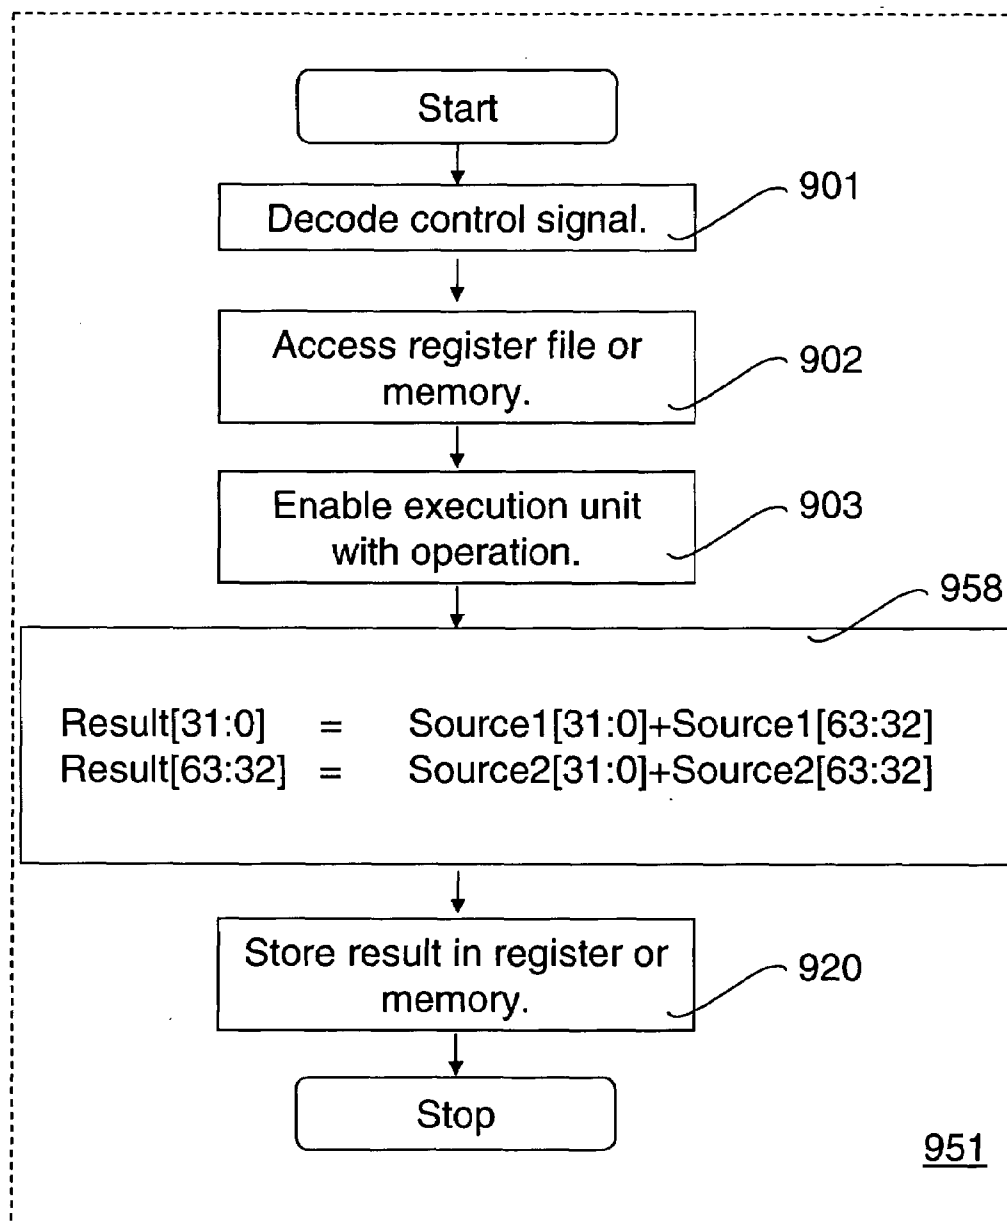 Start
Decode control signal.
901
Access register file or
memory.
902
Enable execution unit
with operation.
903
958
Result[31:0] = Source1[31:0]+Source1[63:32]
Result[63:32] = Source2[31:0]+Source2[63:32]
Store result in register or
memory.
920
Stop
951